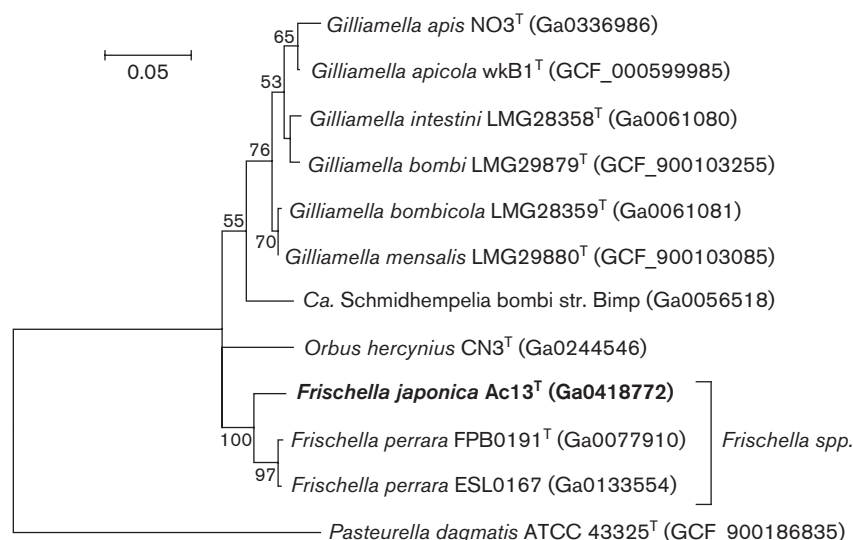 Gilliamella apis NO3ᵀ (Ga0336986)
65
0.05
Gilliamella apicola wkB1ᵀ (GCF_000599985)
53
Gilliamella intestini LMG28358ᵀ (Ga0061080)
76
Gilliamella bombi LMG29879ᵀ (GCF_900103255)
Gilliamella bombicola LMG28359ᵀ (Ga0061081)
55
70
Gilliamella mensalis LMG29880ᵀ (GCF_900103085)
Ca. Schmidhempelia bombi str. Bimp (Ga0056518)
Orbus hercynius CN3ᵀ (Ga0244546)
Frischella japonica Ac13ᵀ (Ga0418772)
100
Frischella perrara FPB0191ᵀ (Ga0077910)
Frischella spp.
97
Frischella perrara ESL0167 (Ga0133554)
Pasteurella dagmatis ATCC 43325ᵀ (GCF_900186835)